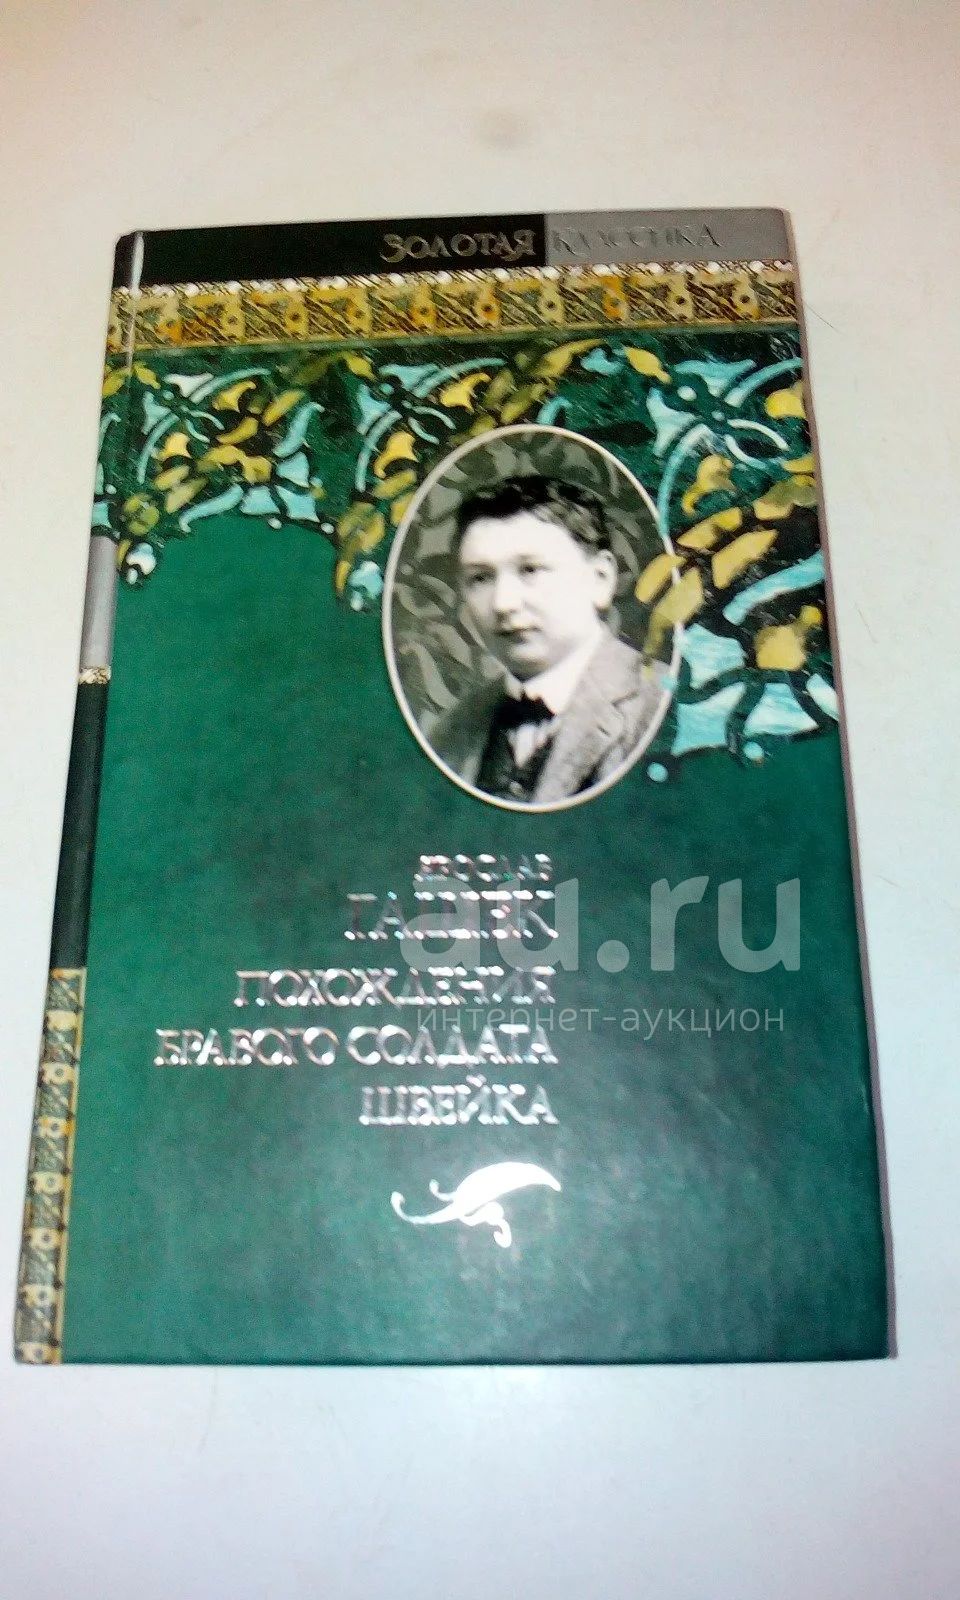 ЗОЛОТАЯ КЛАССИКА
ЯРОСЛАВ
ГАШЕК
ПОХОЖДЕНИЯ
БРАВОГО СОЛДАТА
ШВЕЙКА
au.ru
интернет-аукцион